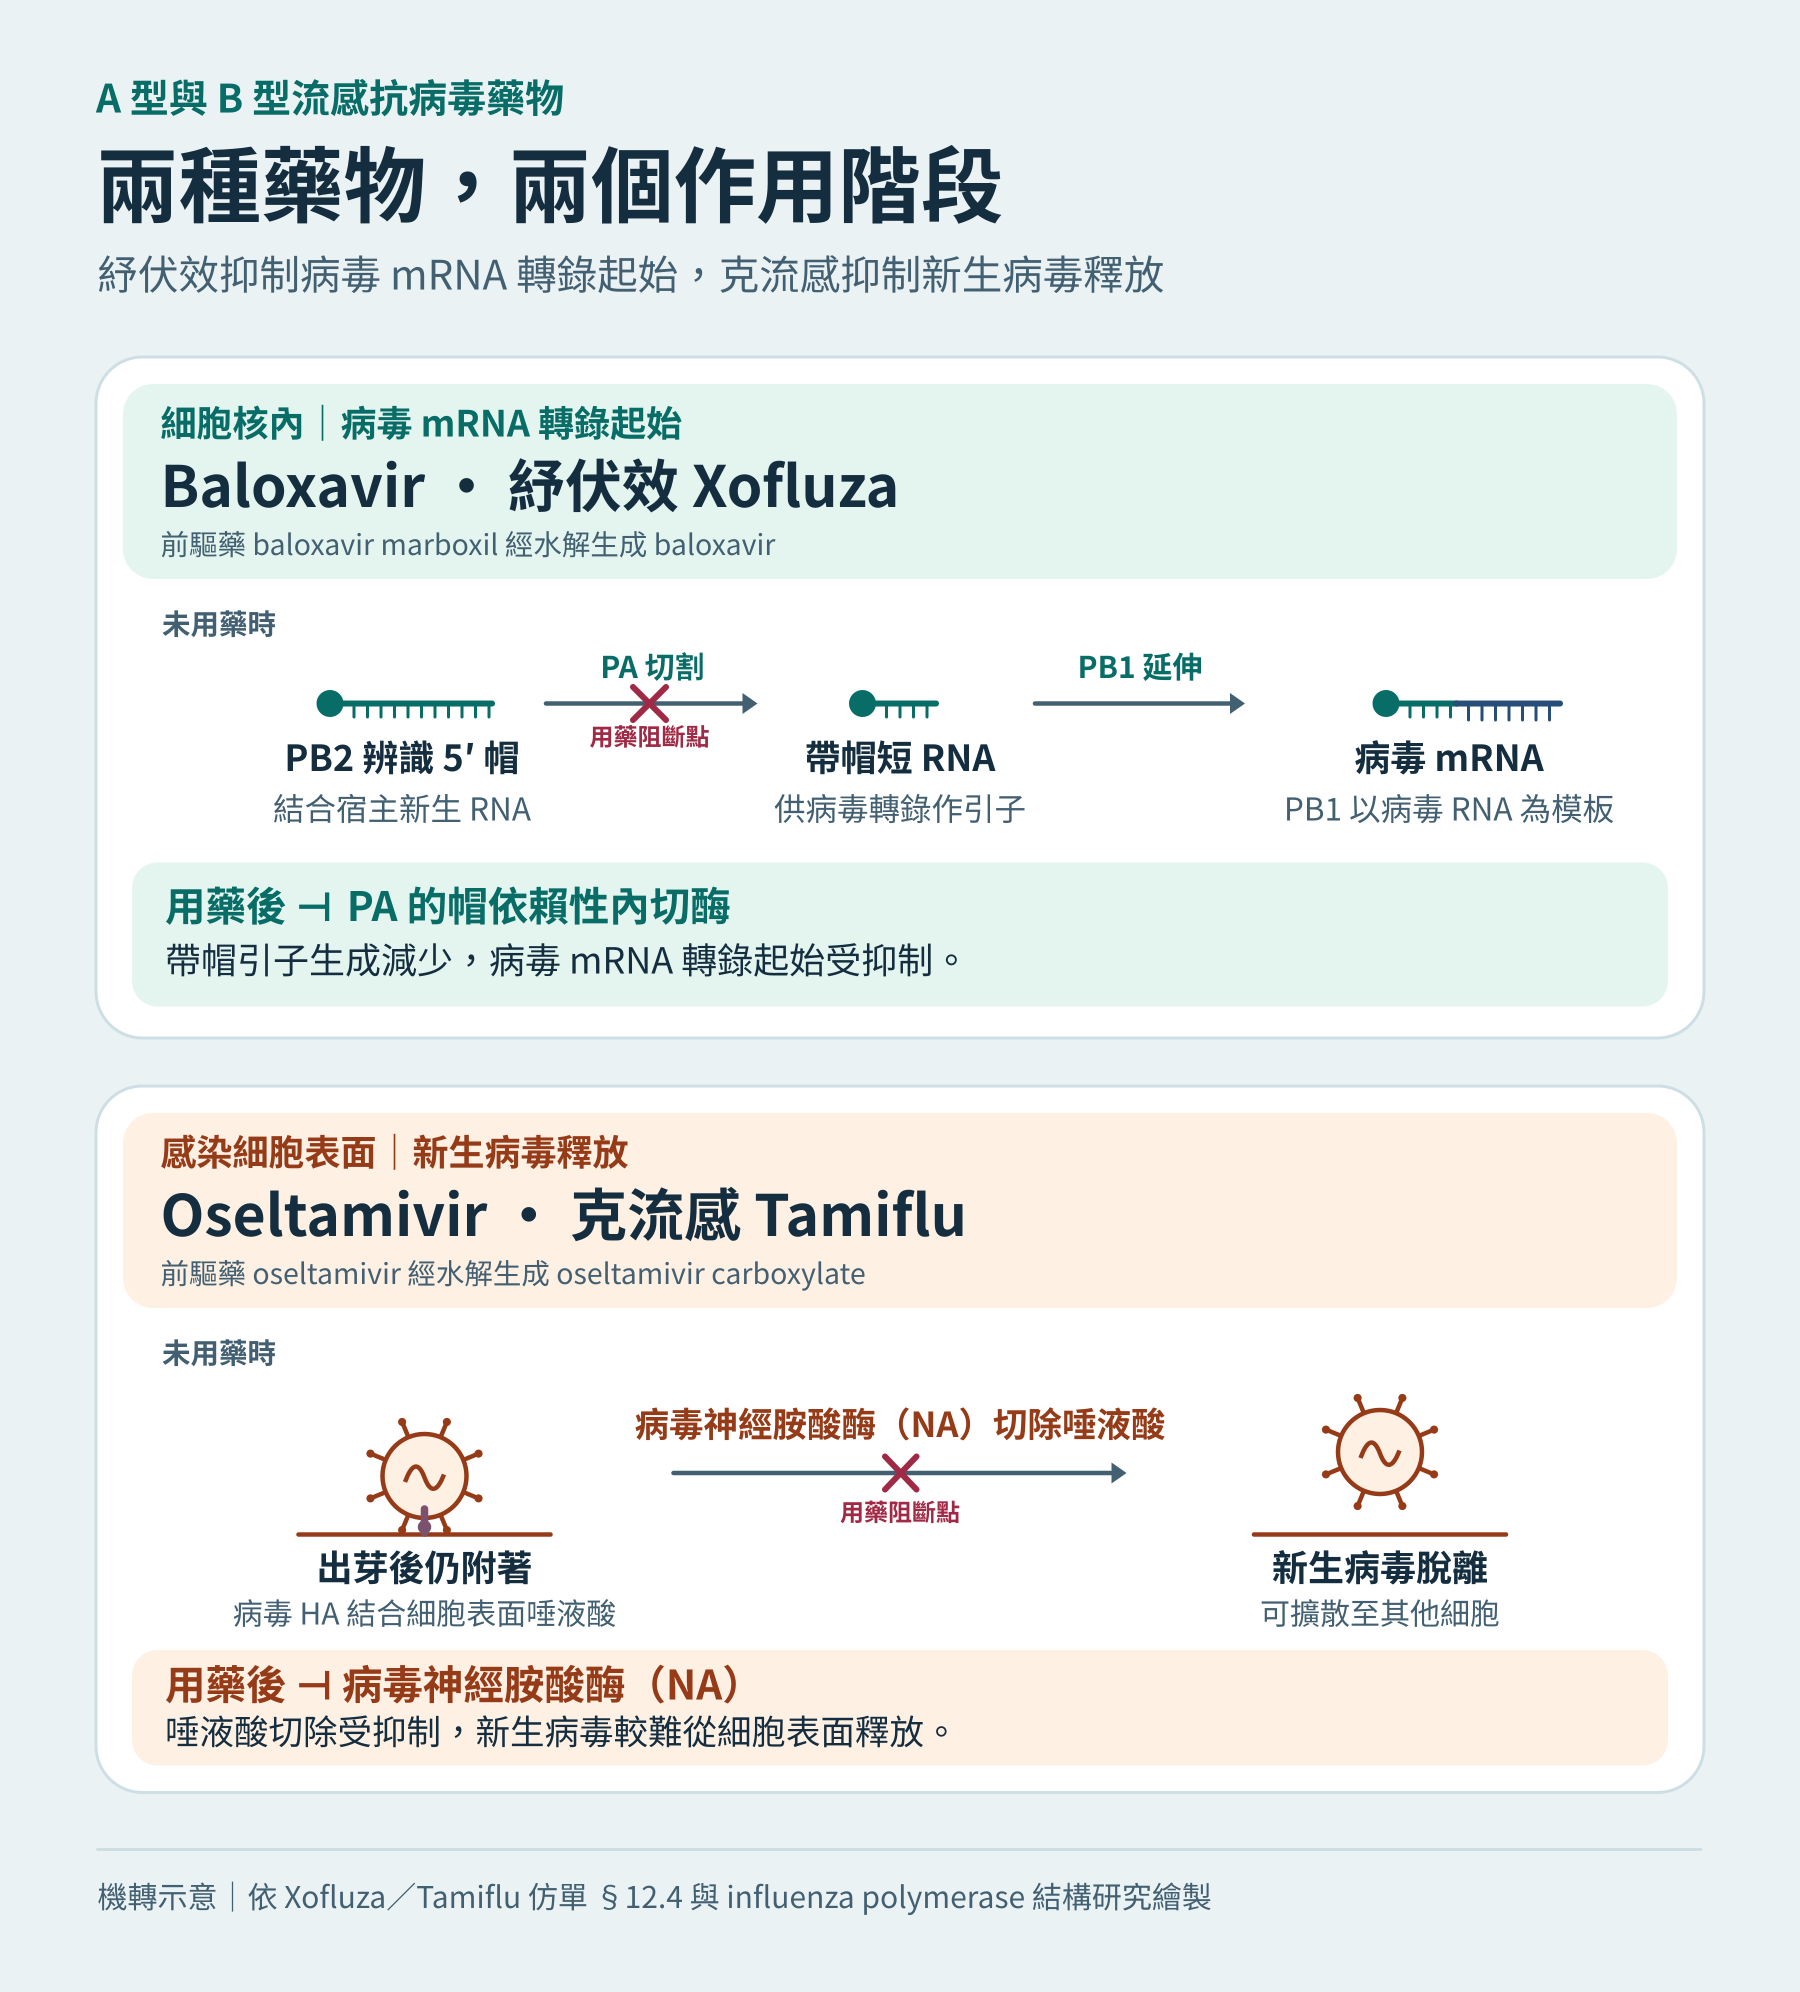 A 型與 B 型流感抗病毒藥物
兩種藥物，兩個作用階段
紓伏效抑制病毒 mRNA 轉錄起始，克流感抑制新生病毒釋放
細胞核內｜病毒 mRNA 轉錄起始
Baloxavir · 紓伏效 Xofluza
前驅藥 baloxavir marboxil 經水解生成 baloxavir
未用藥時
PA 切割
PB1 延伸
用藥阻斷點
PB2 辨識 5′ 帽
帶帽短 RNA
病毒 mRNA
結合宿主新生 RNA
供病毒轉錄作引子
PB1 以病毒 RNA 為模板
用藥後 ⊣ PA 的帽依賴性內切酶
帶帽引子生成減少，病毒 mRNA 轉錄起始受抑制。
感染細胞表面｜新生病毒釋放
Oseltamivir · 克流感 Tamiflu
前驅藥 oseltamivir 經水解生成 oseltamivir carboxylate
未用藥時
病毒神經胺酸酶（NA）切除唾液酸
用藥阻斷點
出芽後仍附著
新生病毒脫離
病毒 HA 結合細胞表面唾液酸
可擴散至其他細胞
用藥後 ⊣ 病毒神經胺酸酶（NA）
唾液酸切除受抑制，新生病毒較難從細胞表面釋放。
機轉示意｜依 Xofluza／Tamiflu 仿單 §12.4 與 influenza polymerase 結構研究繪製